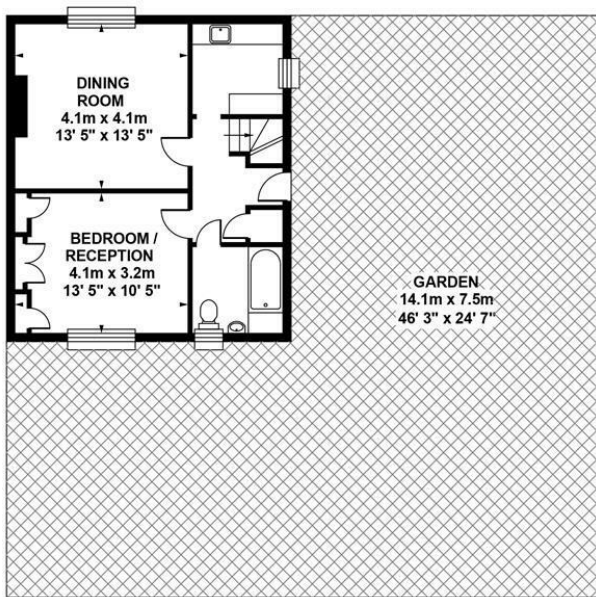 DINING
ROOM
4.1m x 4.1m
13' 5" x 13' 5"
BEDROOM /
RECEPTION
4.1m x 3.2m
13' 5" x 10' 5"
GARDEN
14.1m x 7.5m
46' 3" x 24' 7"